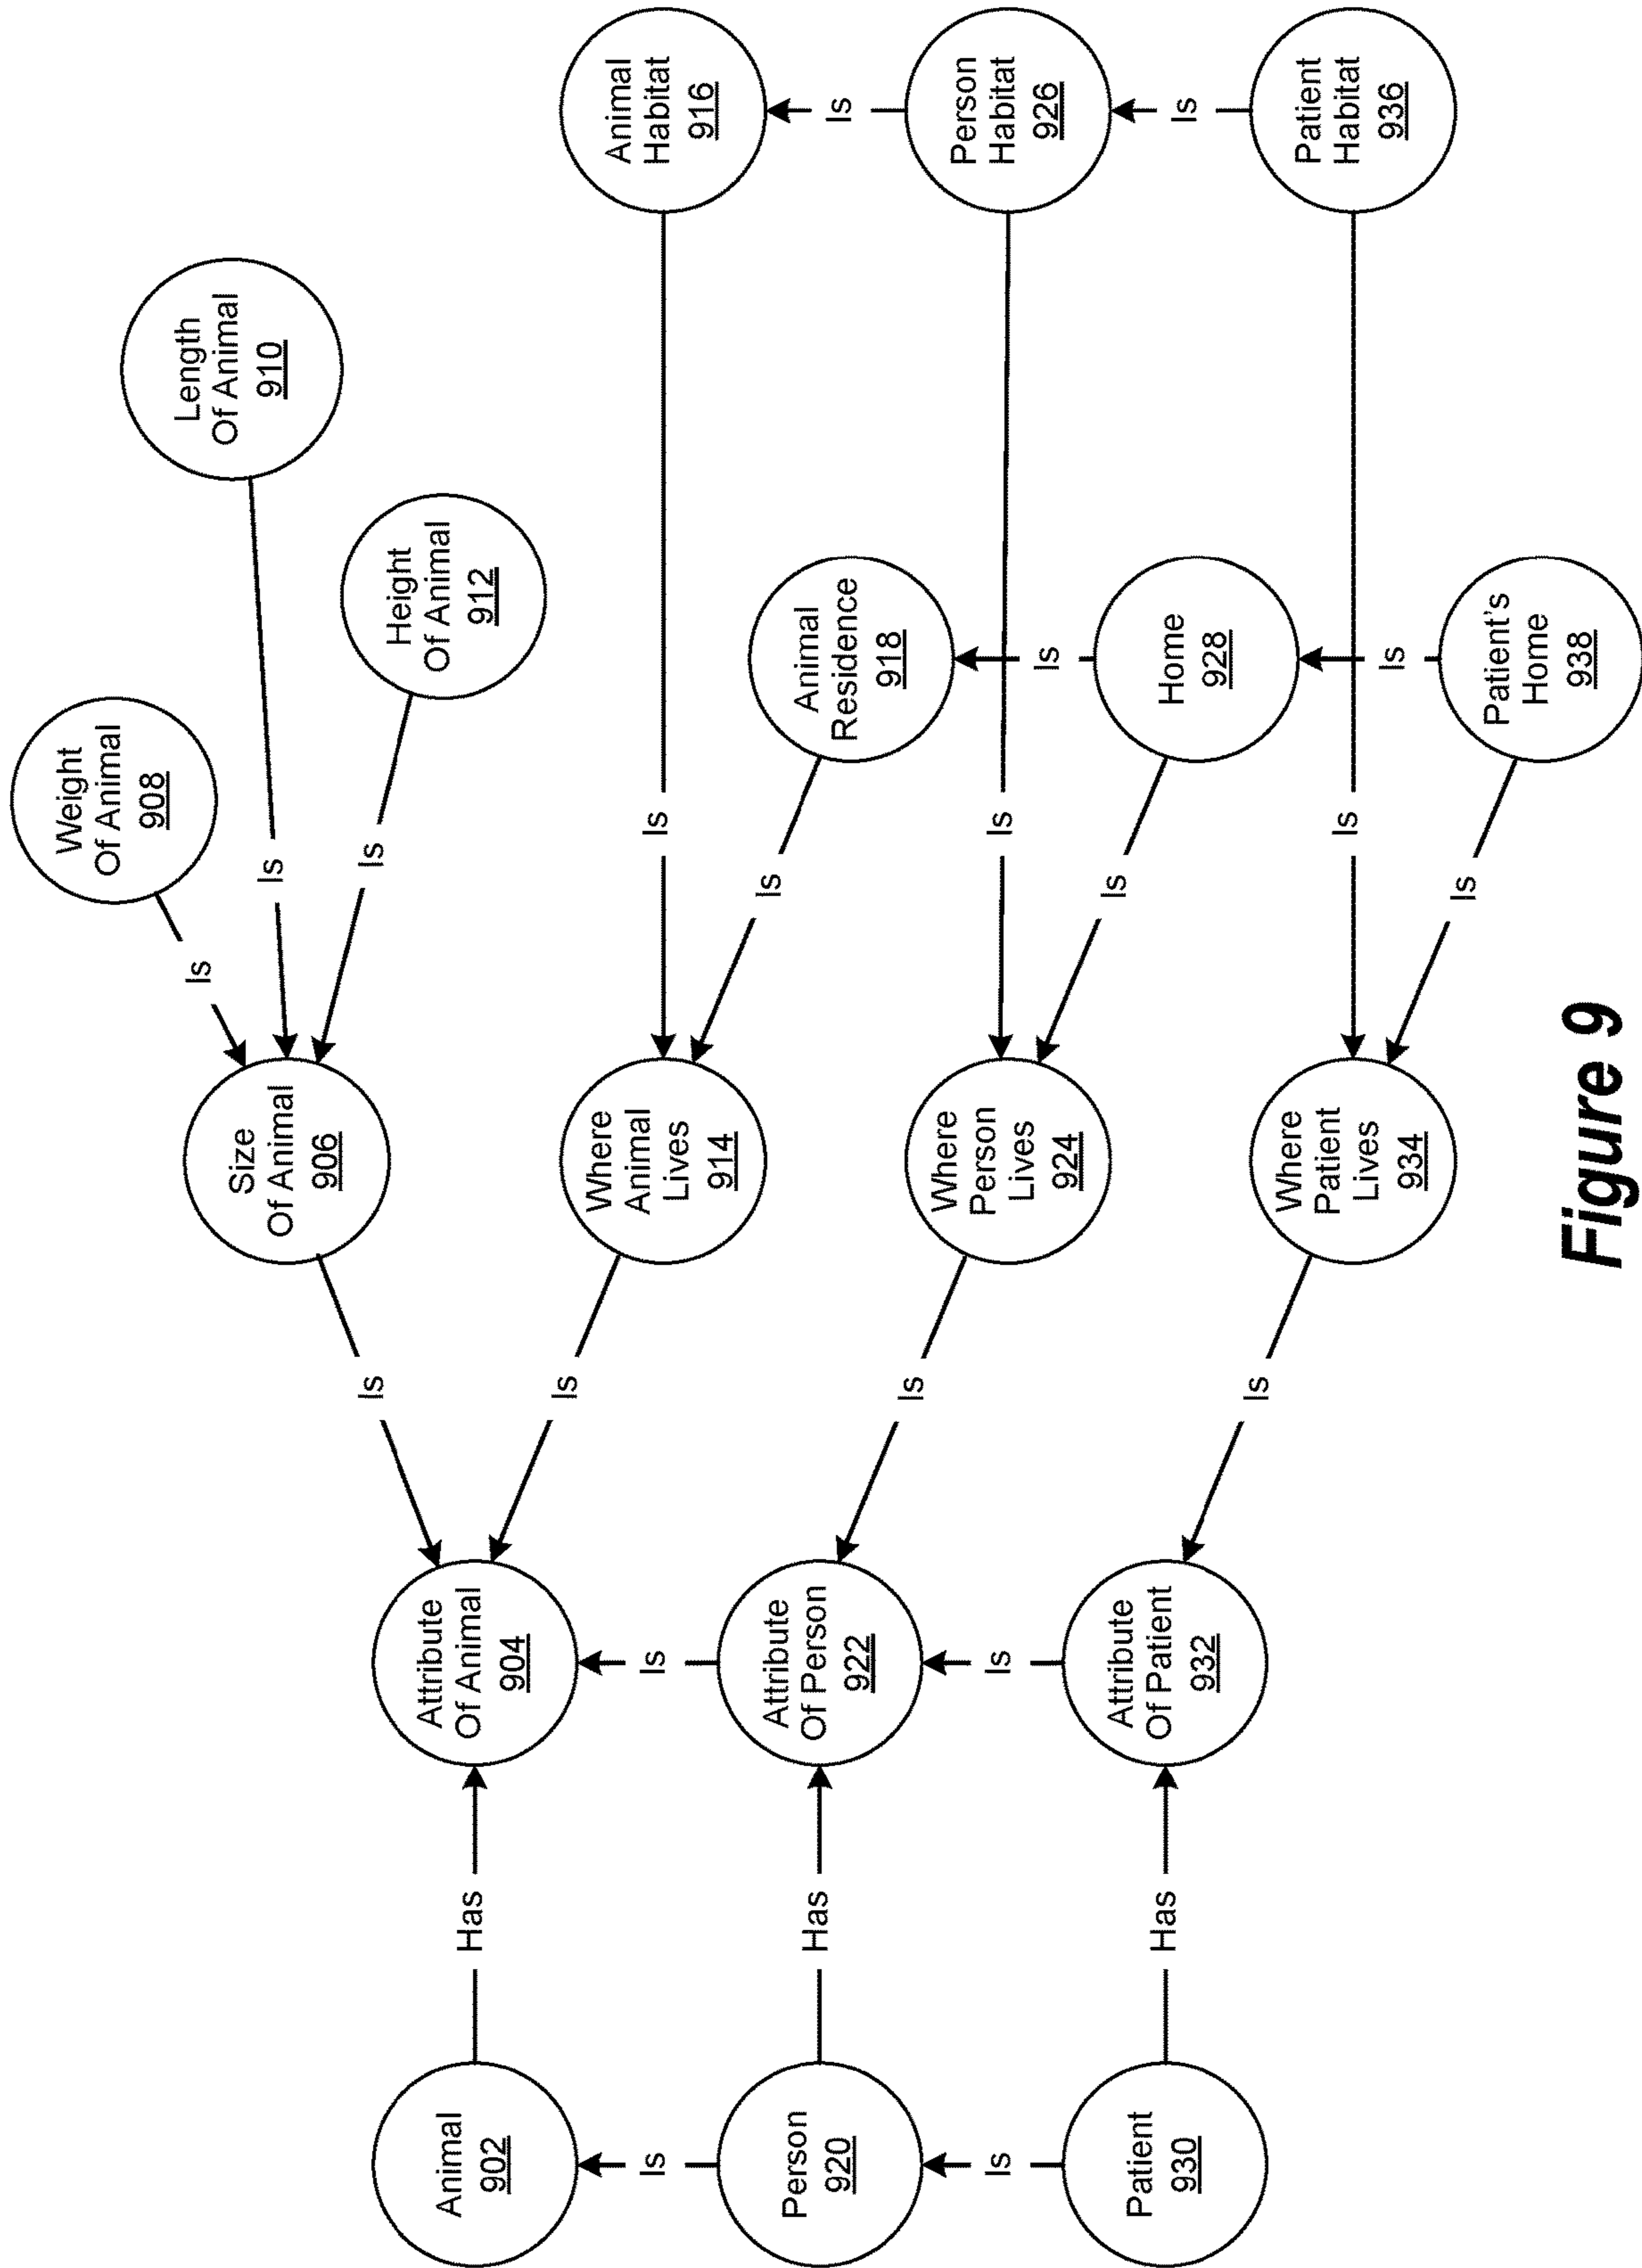 Weight
Of Animal
908
Length
Of Animal
910
Is
Size
Of Animal
906
Is
Is
Height
Of Animal
912
Is
Animal
902
Has
Attribute
Of Animal
904
Is
Where
Animal
Lives
914
Is
Animal
Habitat
916
Is
Is
Is
Animal
Residence
918
Is
Person
920
Has
Attribute
Of Person
922
Is
Where
Person
Lives
924
Is
Person
Habitat
926
Is
Is
Is
Is
Home
928
Is
Patient
930
Has
Attribute
Of Patient
932
Is
Where
Patient
Lives
934
Is
Patient
Habitat
936
Is
Is
Patient's
Home
938
Figure 9